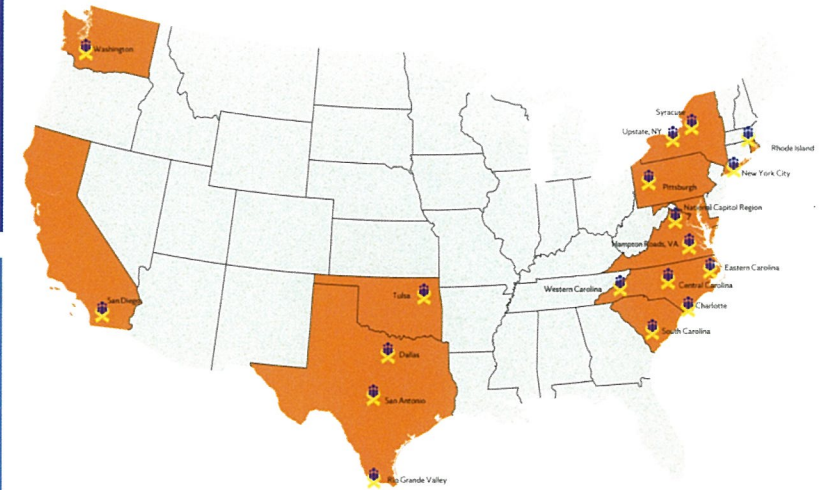 Washington
Syracuse
Upstate, NY
Rhode Island
New York City
Pittsburgh
National Capitol Region
Hampton Roads, VA
Eastern Carolina
Western Carolina
Central Carolina
Charlotte
South Carolina
San Diego
Tulsa
Dallas
San Antonio
Rio Grande Valley